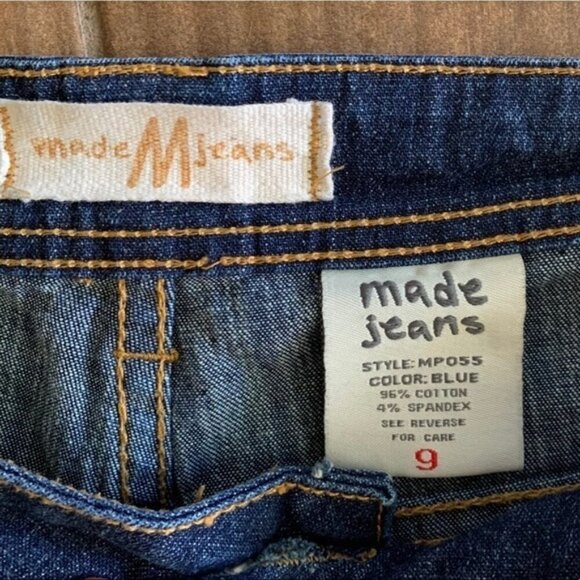 made M jeans
made
jeans
STYLE: MP055
COLOR: BLUE
96% COTTON
4% SPANDEX
SEE REVERSE
FOR CARE
9